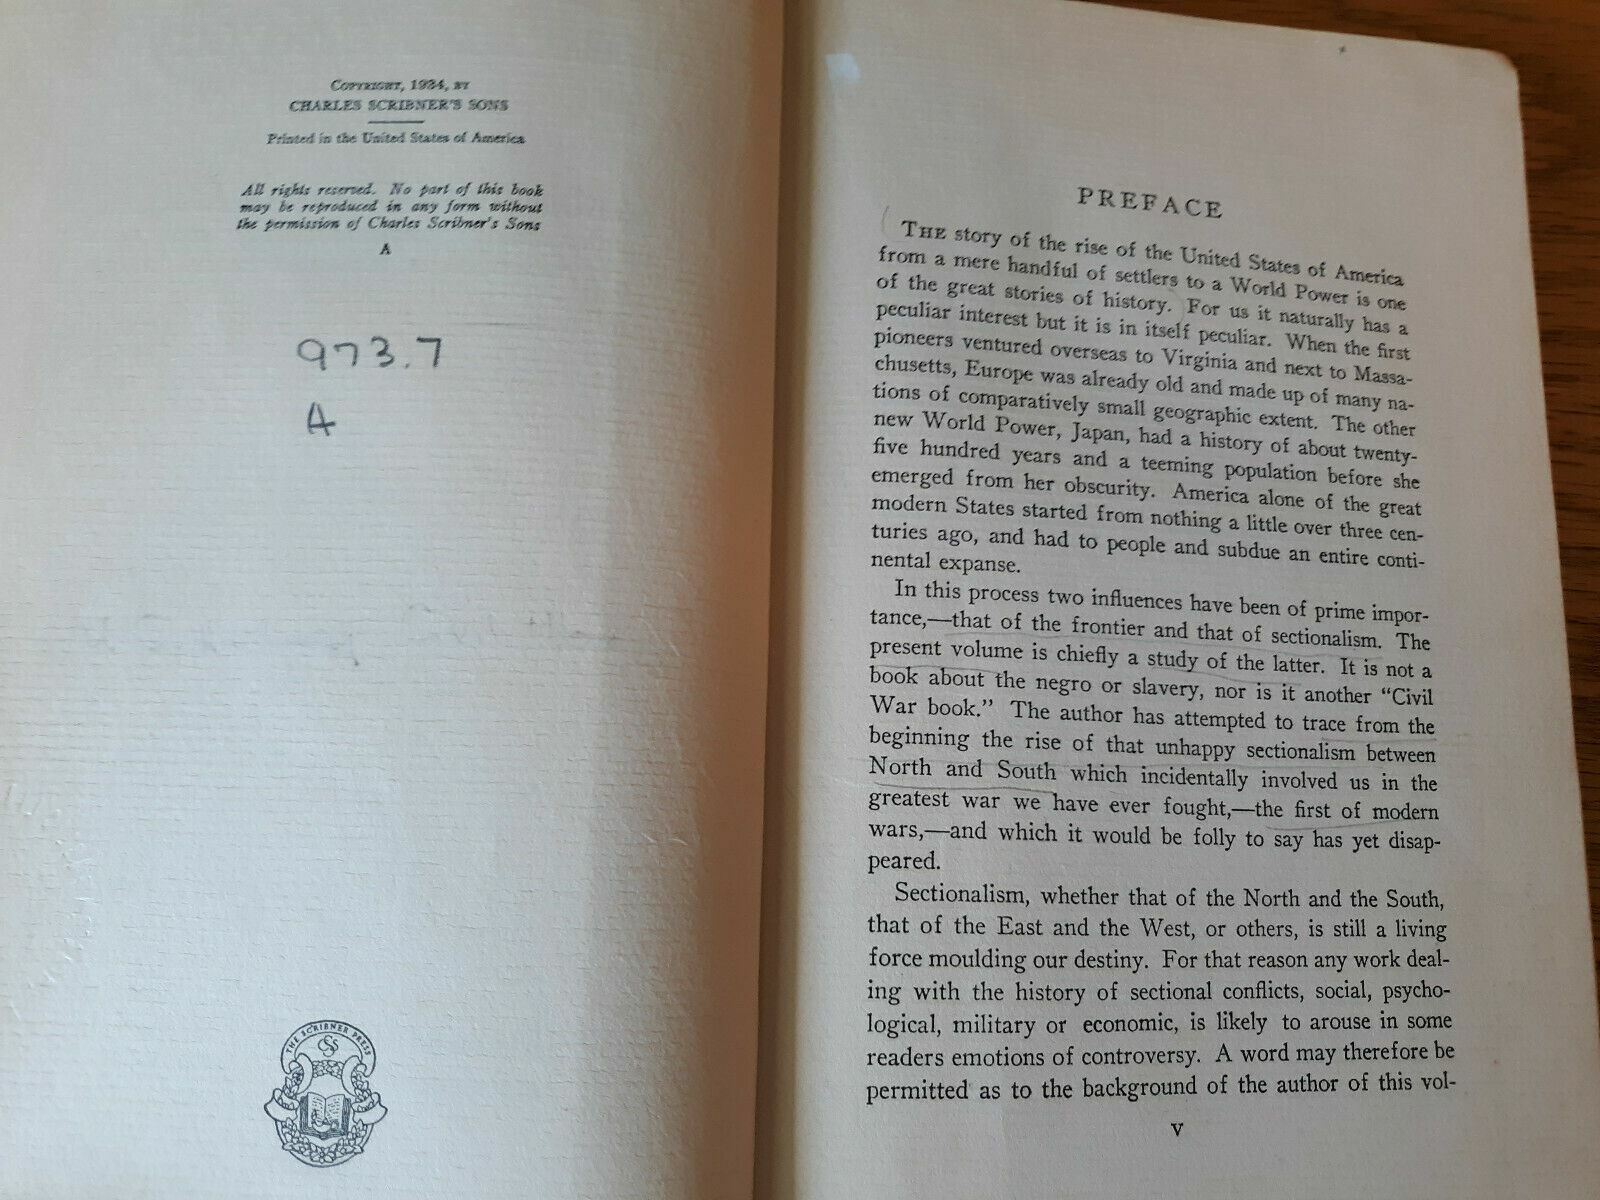 COPYRIGHT, 1934, BY
CHARLES SCRIBNER'S SONS
Printed in the United States of America
All rights reserved. No part of this book
may be reproduced in any form without
the permission of Charles Scribner's Sons
A
973.7
A
THE SCRIBNER PRESS
PREFACE
THE story of the rise of the United States of America
from a mere handful of settlers to a World Power is one
of the great stories of history. For us it naturally has a
peculiar interest but it is in itself peculiar. When the first
pioneers ventured overseas to Virginia and next to Massa-
chusetts, Europe was already old and made up of many na-
tions of comparatively small geographic extent. The other
new World Power, Japan, had a history of about twenty-
five hundred years and a teeming population before she
emerged from her obscurity. America alone of the great
modern States started from nothing a little over three cen-
turies ago, and had to people and subdue an entire conti-
nental expanse.
In this process two influences have been of prime impor-
tance,—that of the frontier and that of sectionalism. The
present volume is chiefly a study of the latter. It is not a
book about the negro or slavery, nor is it another "Civil
War book." The author has attempted to trace from the
beginning the rise of that unhappy sectionalism between
North and South which incidentally involved us in the
greatest war we have ever fought,—the first of modern
wars,—and which it would be folly to say has yet disap-
peared.
Sectionalism, whether that of the North and the South,
that of the East and the West, or others, is still a living
force moulding our destiny. For that reason any work deal-
ing with the history of sectional conflicts, social, psycho-
logical, military or economic, is likely to arouse in some
readers emotions of controversy. A word may therefore be
permitted as to the background of the author of this vol-
v